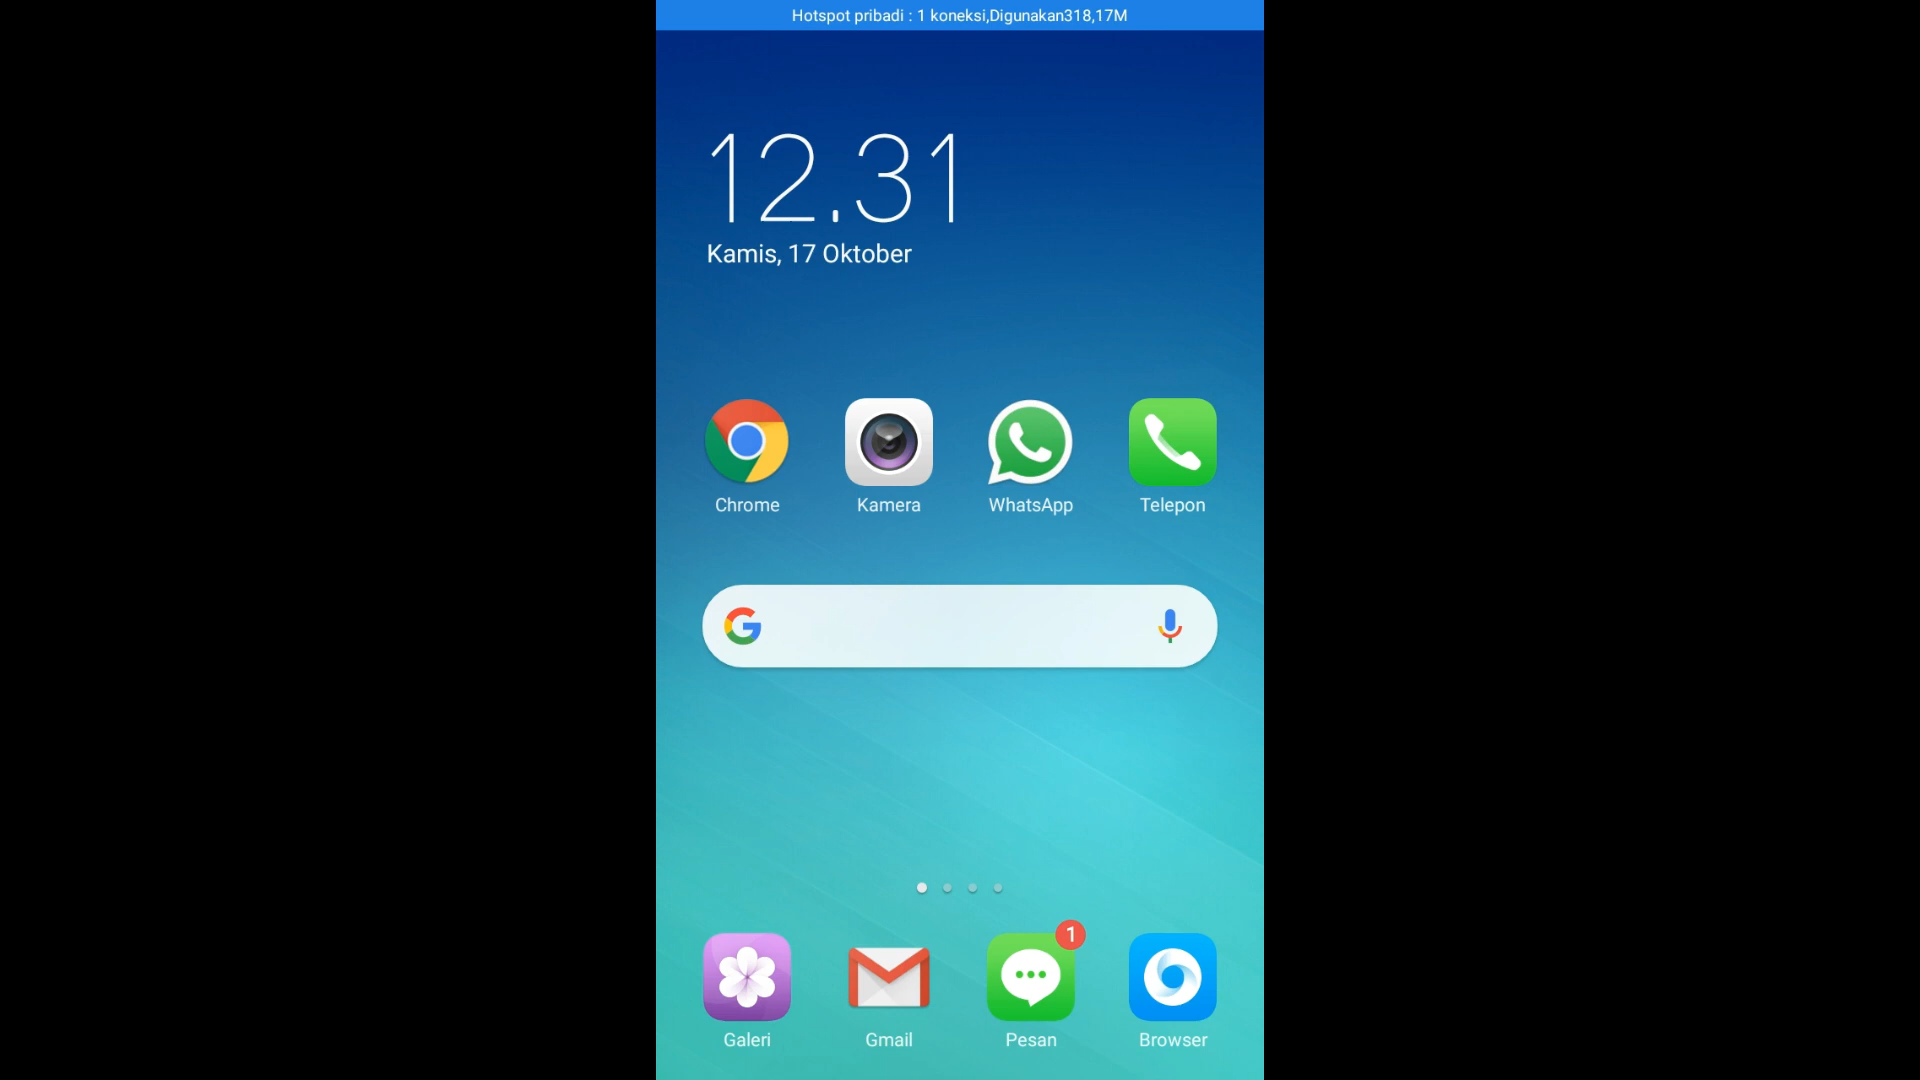 Hotspot pribadi : 1 koneksi,Digunakan318,17M
12.31
Kamis, 17 Oktober
Chrome
Kamera
WhatsApp
Telepon
1
Galeri
Gmail
Pesan
Browser